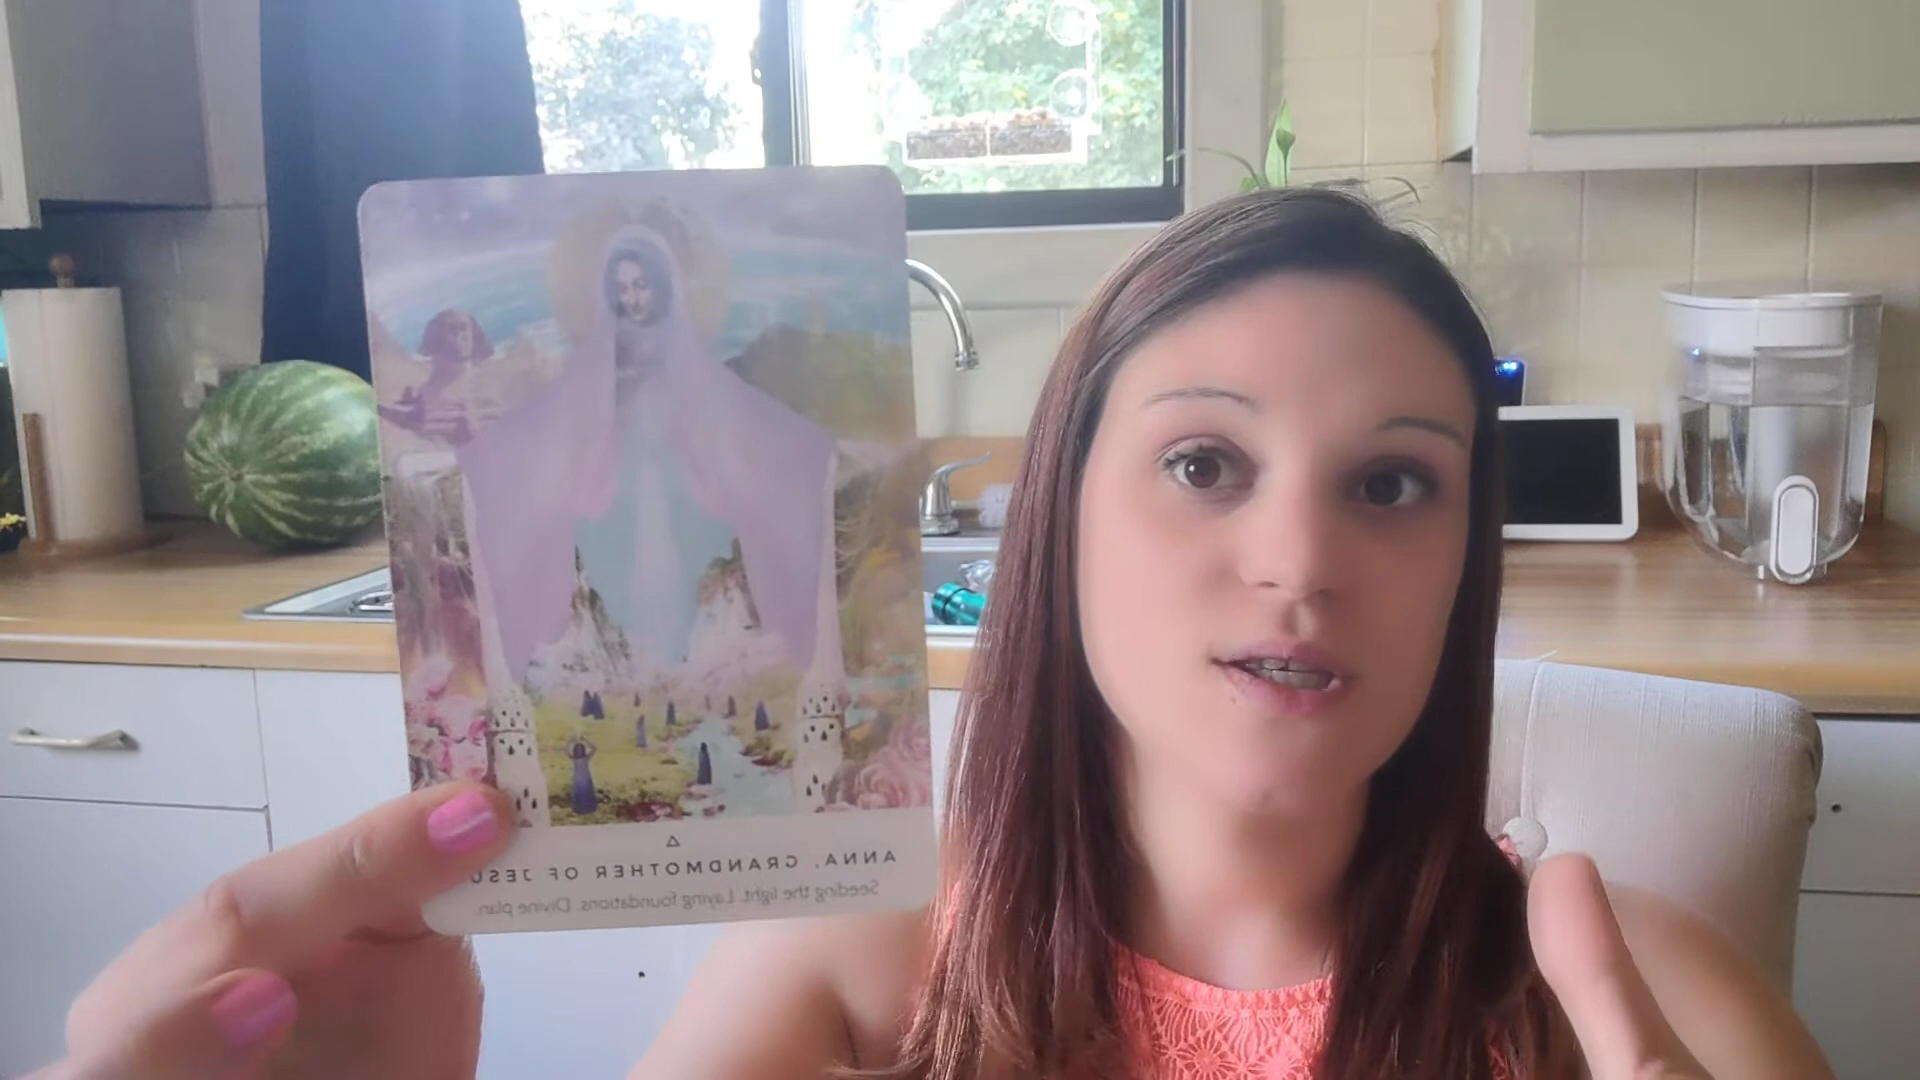 ANNA, GRANDMOTHER OF JESU
Seeding the light. Laying foundations. Divine plan.